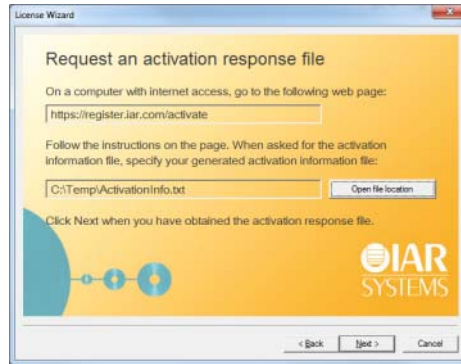 License Wizard
Request an activation response file
On a computer with internet access, go to the following web page:
https://register.iar.com/activate
Follow the instructions on the page. When asked for the activation
information file, specify your generated activation information file:
C:\Temp\ActivationInfo.txt
Open file location
Click Next when you have obtained the activation response file.
IAR
SYSTEMS
< Back
Next >
Cancel